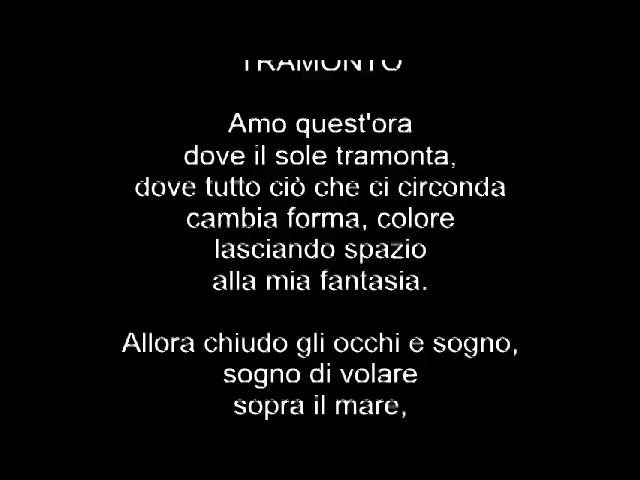 TRAMONTO
Amo quest'ora
dove il sole tramonta,
dove tutto ciò che ci circonda
cambia forma, colore
lasciando spazio
alla mia fantasia.
Allora chiudo gli occhi e sogno,
sogno di volare
sopra il mare,